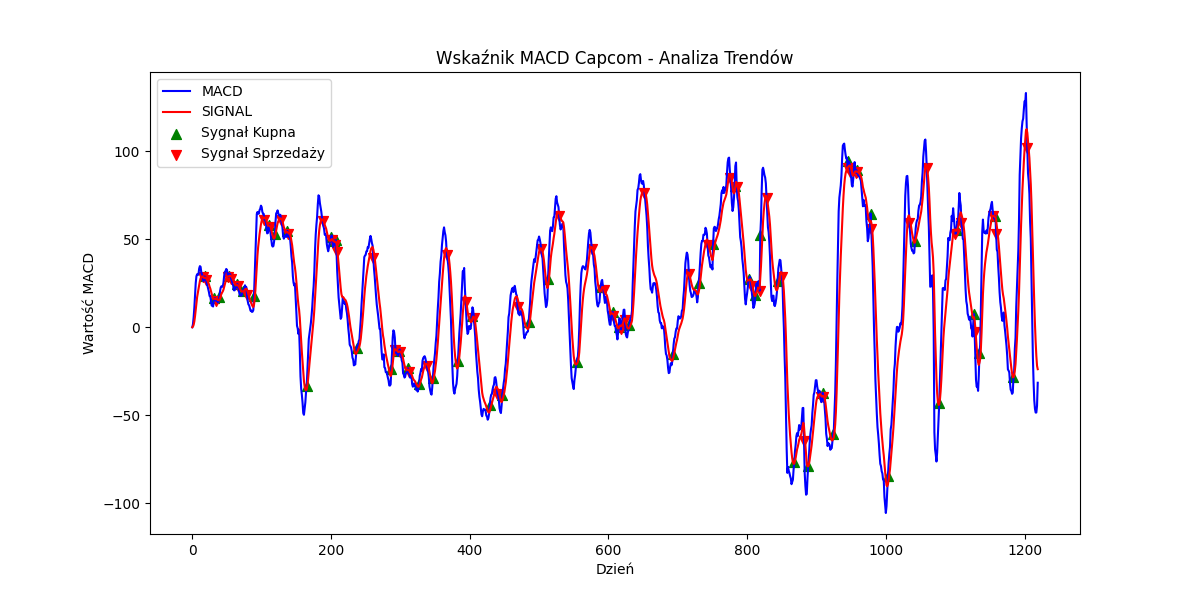 Wskaźnik MACD Capcom - Analiza Trendów
MACD
SIGNAL
Sygnał Kupna
Sygnał Sprzedaży
Wartość MACD
100
50
0
−50
−100
0 200 400 600 800 1000 1200
Dzień